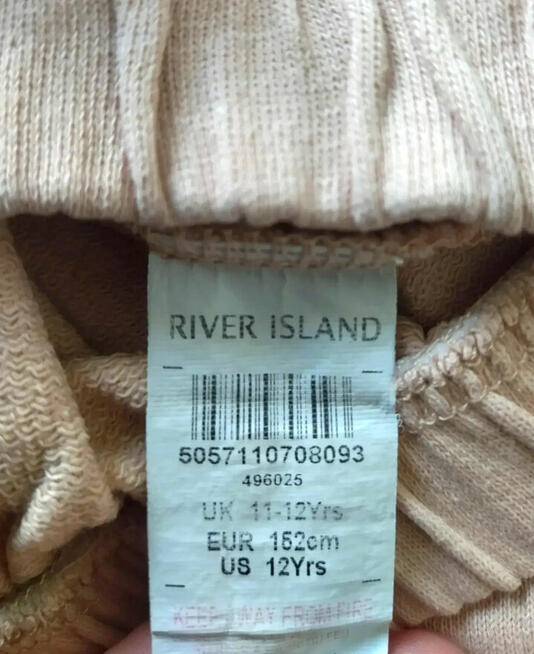 RIVER ISLAND
5057110708093
496025
UK 11-12Yrs
EUR 152cm
US 12Yrs
KEEP AWAY FROM FIRE